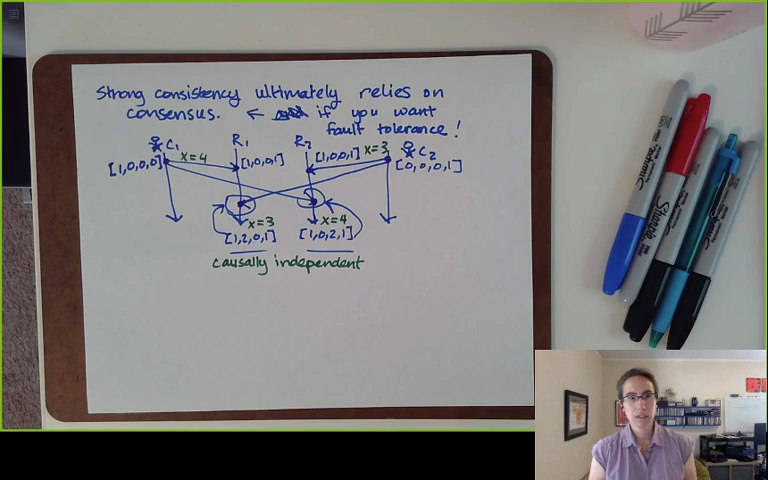 Strong consistency ultimately relies on
consensus. ← if you want
fault tolerance!
C₁ R₁ R₂ C₂
x=4 x=3
[1,0,0,0] [1,0,0,1] [1,0,0,1] [0,0,0,1]
x=3 x=4
[1,2,0,1] [1,0,2,1]
causally independent
Sharpie